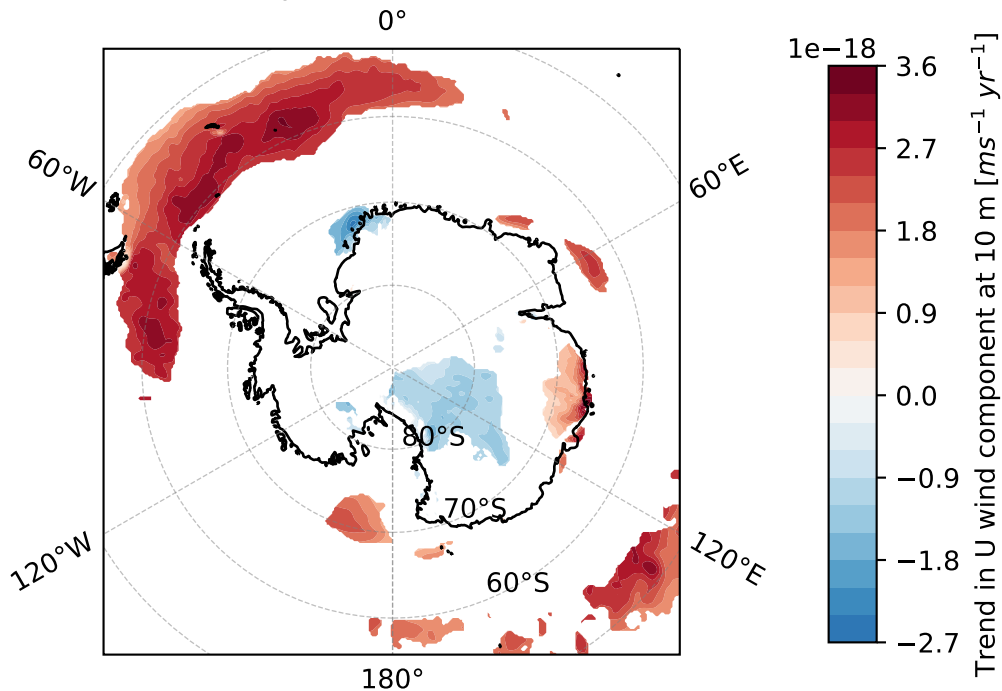 0°
1e−18
3.6
60°W
60°E
2.7
1.8
0.9
0.0
80°S
−0.9
70°S
120°W
120°E
60°S
−1.8
−2.7
180°
Trend in U wind component at 10 m [ms⁻¹ yr⁻¹]